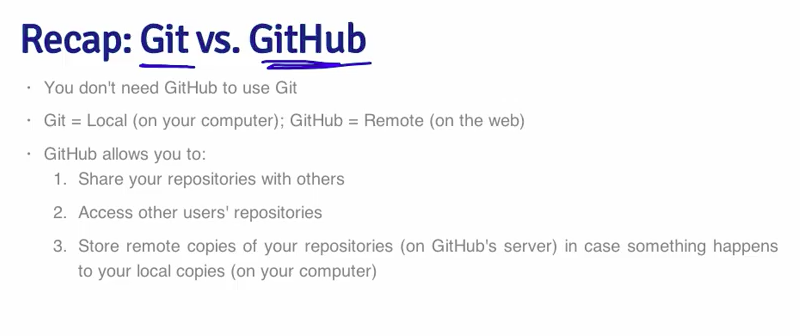 Recap: Git vs. GitHub
· You don't need GitHub to use Git
· Git = Local (on your computer); GitHub = Remote (on the web)
· GitHub allows you to:
1. Share your repositories with others
2. Access other users' repositories
3. Store remote copies of your repositories (on GitHub's server) in case something happens
to your local copies (on your computer)